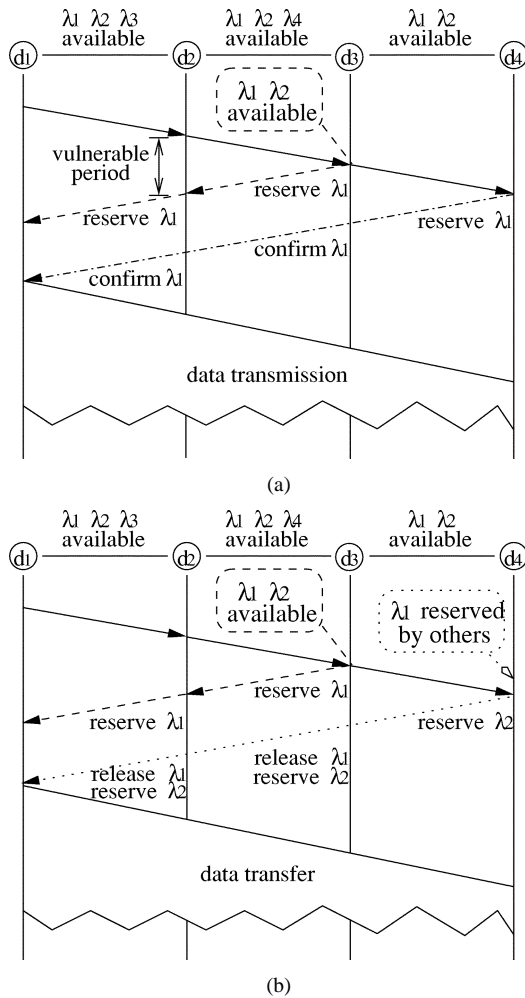 λ1 λ2 λ3 λ1 λ2 λ4 λ1 λ2
available available available
d1 d2 d3 d4
λ1 λ2
available
vulnerable
period
reserve λ1
reserve λ1 reserve λ1
confirm λ1
confirm λ1
data transmission
(a)
λ1 λ2 λ3 λ1 λ2 λ4 λ1 λ2
available available available
d1 d2 d3 d4
λ1 λ2
available
λ1 reserved
by others
reserve λ1
reserve λ1 reserve λ2
release λ1
reserve λ2
release λ1
reserve λ2
data transfer
(b)